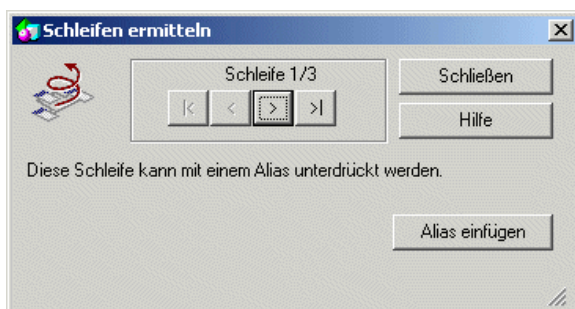 Schleifen ermitteln
Schleife 1/3
Schließen
|< < > >|
Hilfe
Diese Schleife kann mit einem Alias unterdrückt werden.
Alias einfügen